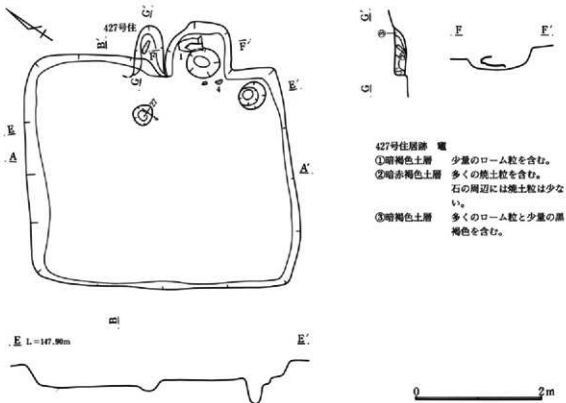 427号住
G′
B′
F
F′
1
4
G
E′
E
A
A′
B
E L=147.90m
E′
G′
G
F
F′
427号住居跡 竈
①暗褐色土層 少量のローム粒を含む。
②暗赤褐色土層 多くの焼土粒を含む。
石の周辺には焼土粒は少な
い。
③暗褐色土層 多くのローム粒と少量の黒
褐色を含む。
0 2m